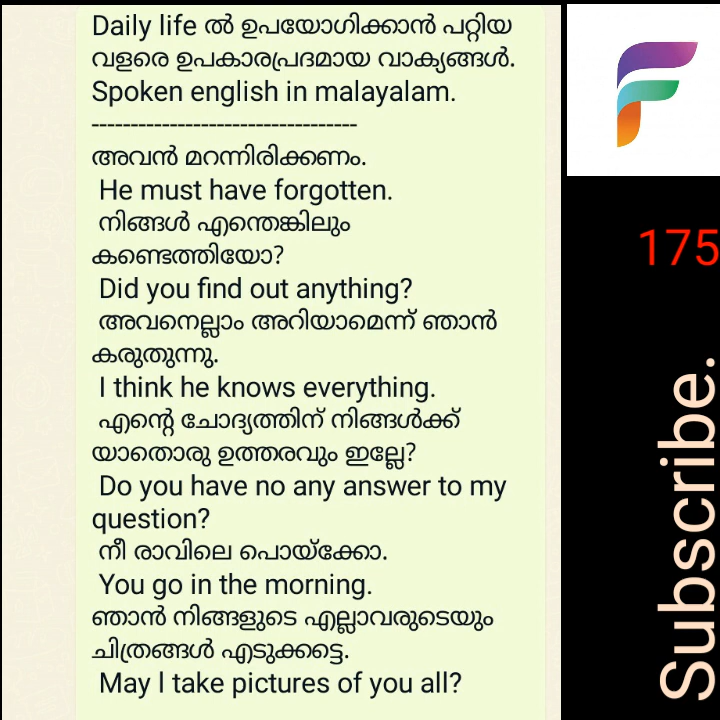 Daily life ൽ ഉപയോഗിക്കാൻ പറ്റിയ
വളരെ ഉപകാരപ്രദമായ വാക്യങ്ങൾ.
Spoken english in malayalam.
---------------------------------
അവൻ മറന്നിരിക്കണം.
He must have forgotten.
നിങ്ങൾ എന്തെങ്കിലും
കണ്ടെത്തിയോ?
Did you find out anything?
അവനെല്ലാം അറിയാമെന്ന് ഞാൻ
കരുതുന്നു.
I think he knows everything.
എന്റെ ചോദ്യത്തിന് നിങ്ങൾക്ക്
യാതൊരു ഉത്തരവും ഇല്ലേ?
Do you have no any answer to my
question?
നീ രാവിലെ പൊയ്ക്കോ.
You go in the morning.
ഞാൻ നിങ്ങളുടെ എല്ലാവരുടെയും
ചിത്രങ്ങൾ എടുക്കട്ടെ.
May I take pictures of you all?
F
175
Subscribe.